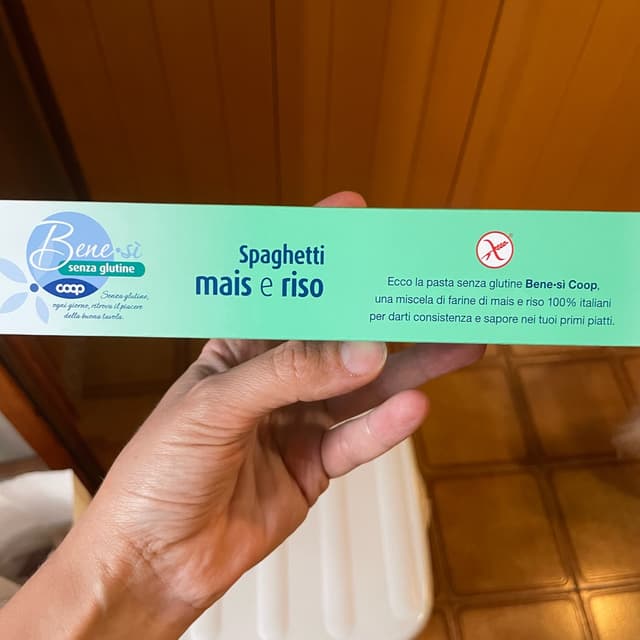 Bene·sì
senza glutine
coop
Senza glutine,
ogni giorno, ritrova il piacere
della buona tavola.
Spaghetti
mais e riso
Ecco la pasta senza glutine Bene·sì Coop,
una miscela di farine di mais e riso 100% italiani
per darti consistenza e sapore nei tuoi primi piatti.